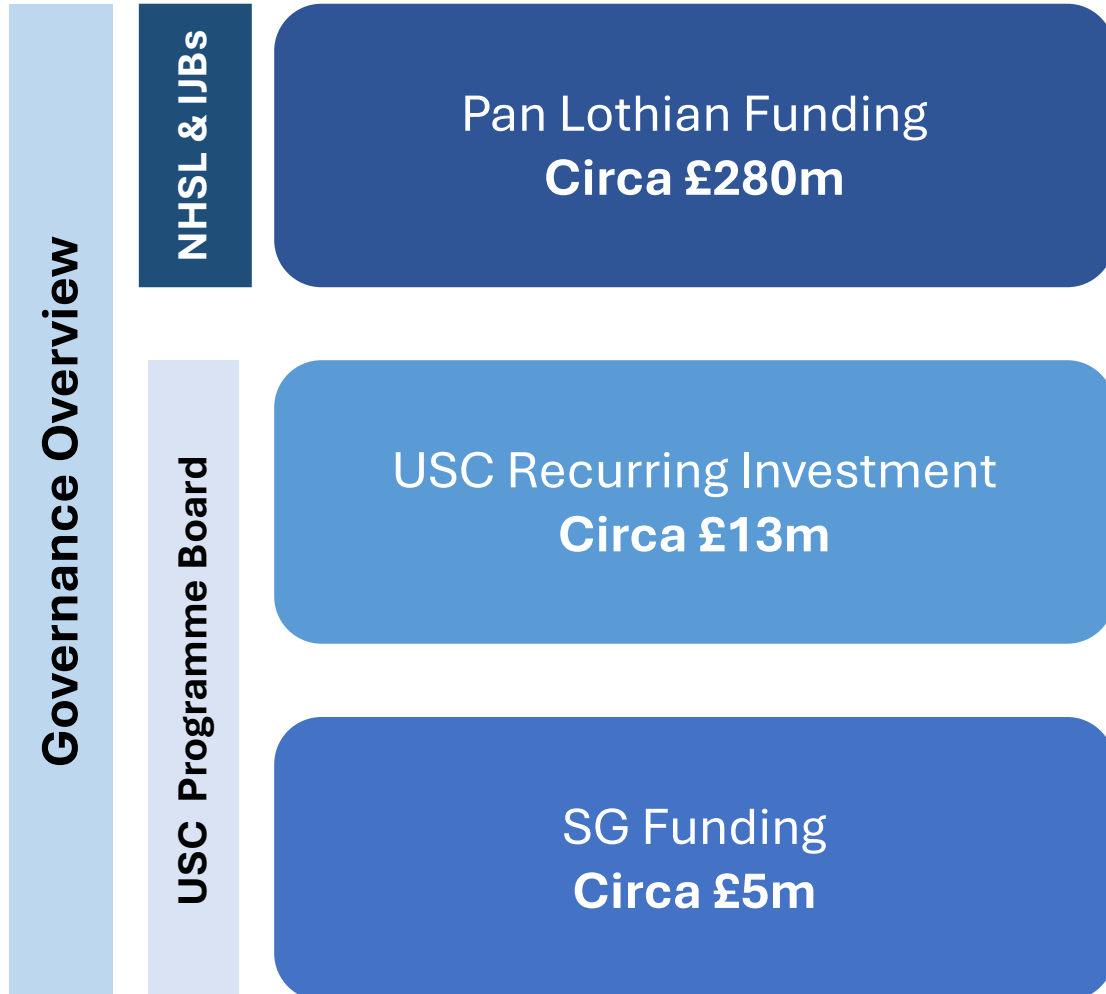 Governance Overview
NHSL & IJBs
Pan Lothian Funding
Circa £280m
USC Programme Board
USC Recurring Investment
Circa £13m
SG Funding
Circa £5m